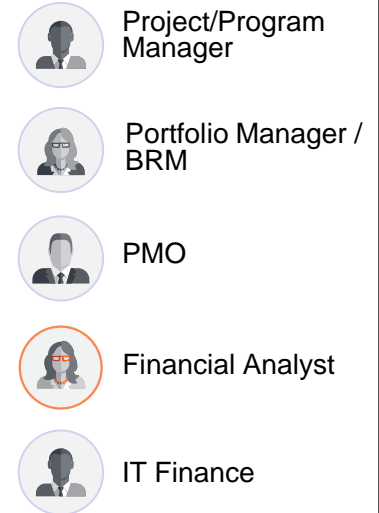 Project/Program
Manager
Portfolio Manager /
BRM
PMO
Financial Analyst
IT Finance